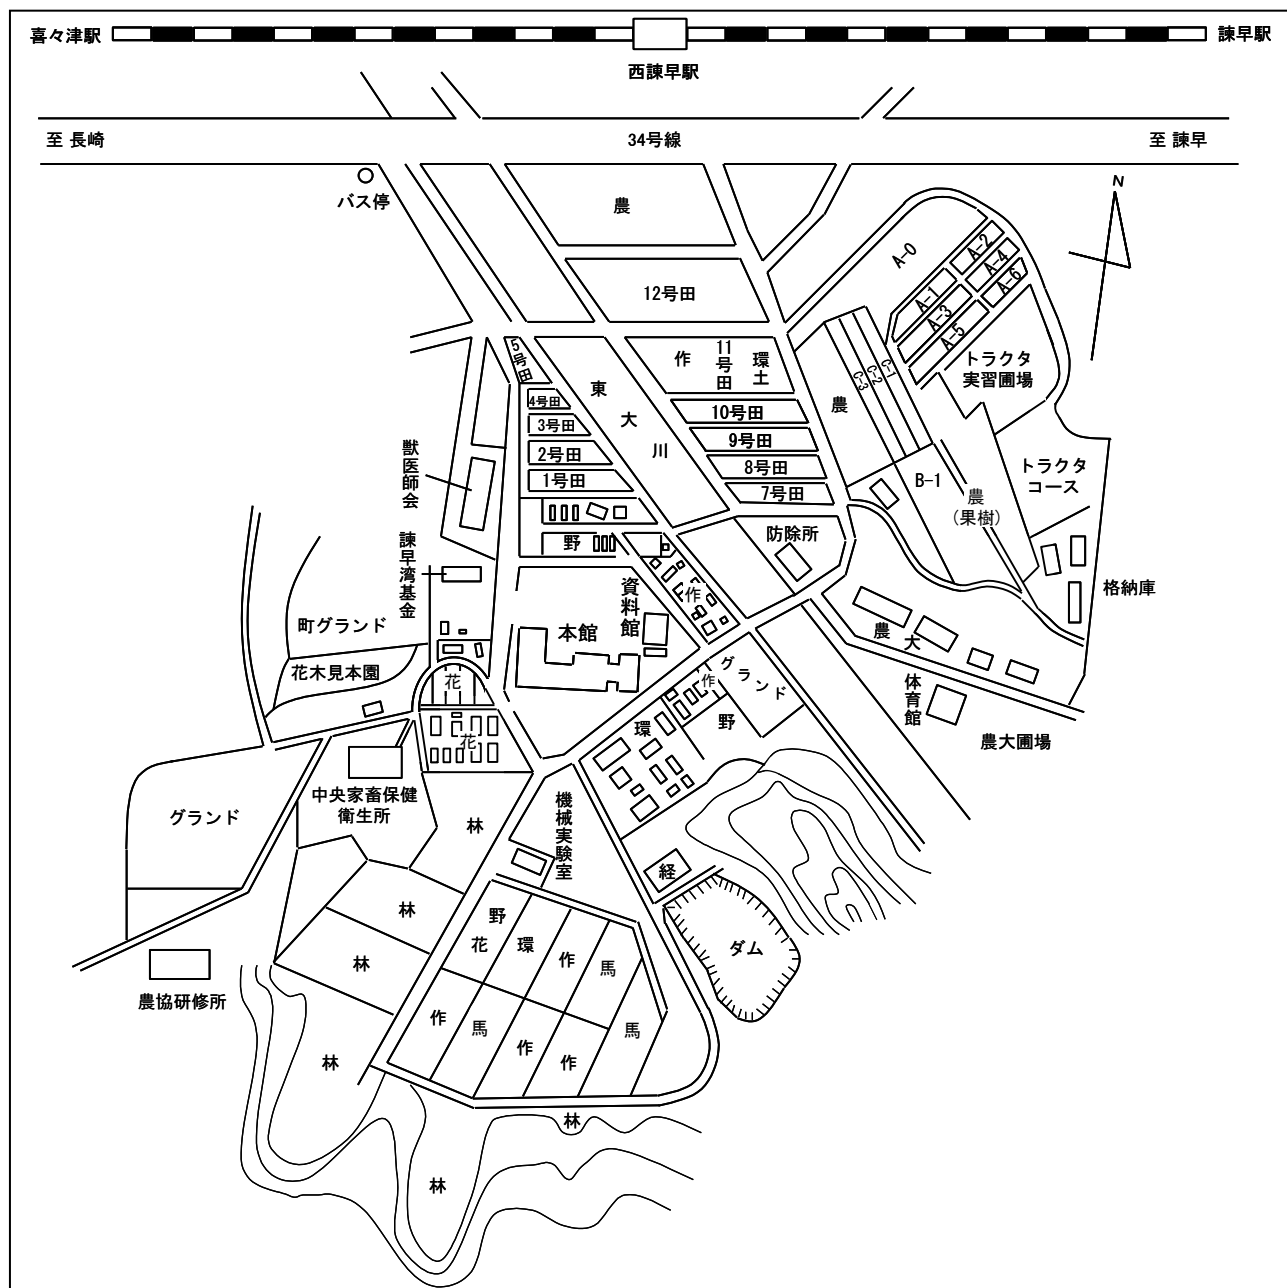 喜々津駅
諫早駅
西諫早駅
至 長崎
34号線
至 諫早
バス停
N
農
12号田
A-0
A-2
A-4
A-6
A-1
A-3
A-5
トラクタ
実習圃場
5号田
作
11号田
環
土
C-1
C-2
C-3
農
東大川
4号田
3号田
2号田
1号田
10号田
9号田
8号田
7号田
獣医師会
B-1
農
(果樹)
トラクタ
コース
野
防除所
諫早湾基金
作
資料館
本館
格納庫
農大
町グランド
花木見本園
花
花
グランド
作
野
環
体育館
農大圃場
グランド
中央家畜保健
衛生所
林
機械実験室
経
林
林
野
花
環
作
馬
ダム
農協研修所
作
馬
作
作
馬
林
林
林